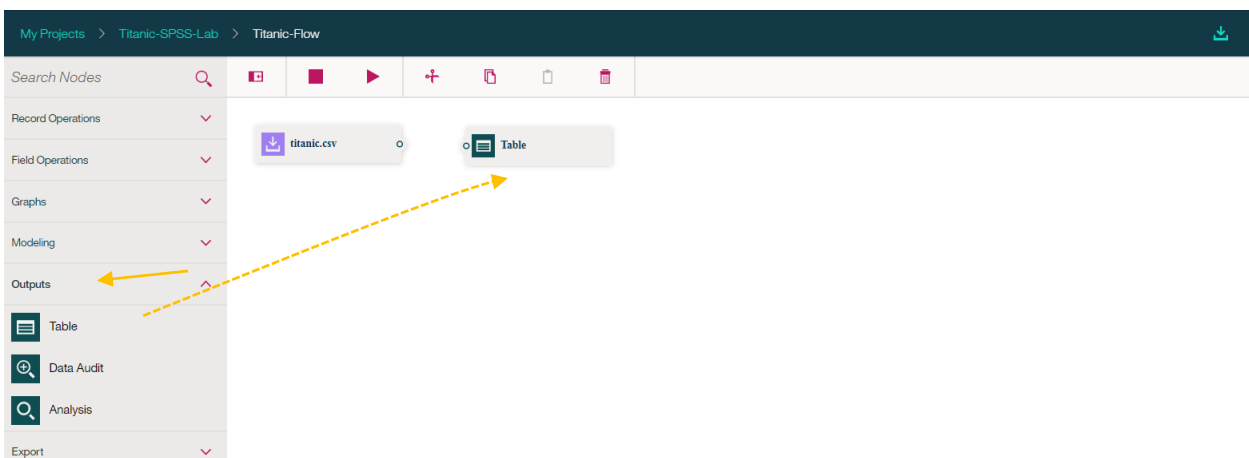 My Projects > Titanic-SPSS-Lab > Titanic-Flow
Search Nodes
Record Operations
Field Operations
Graphs
Modeling
Outputs
Table
Data Audit
Analysis
Export
titanic.csv
Table